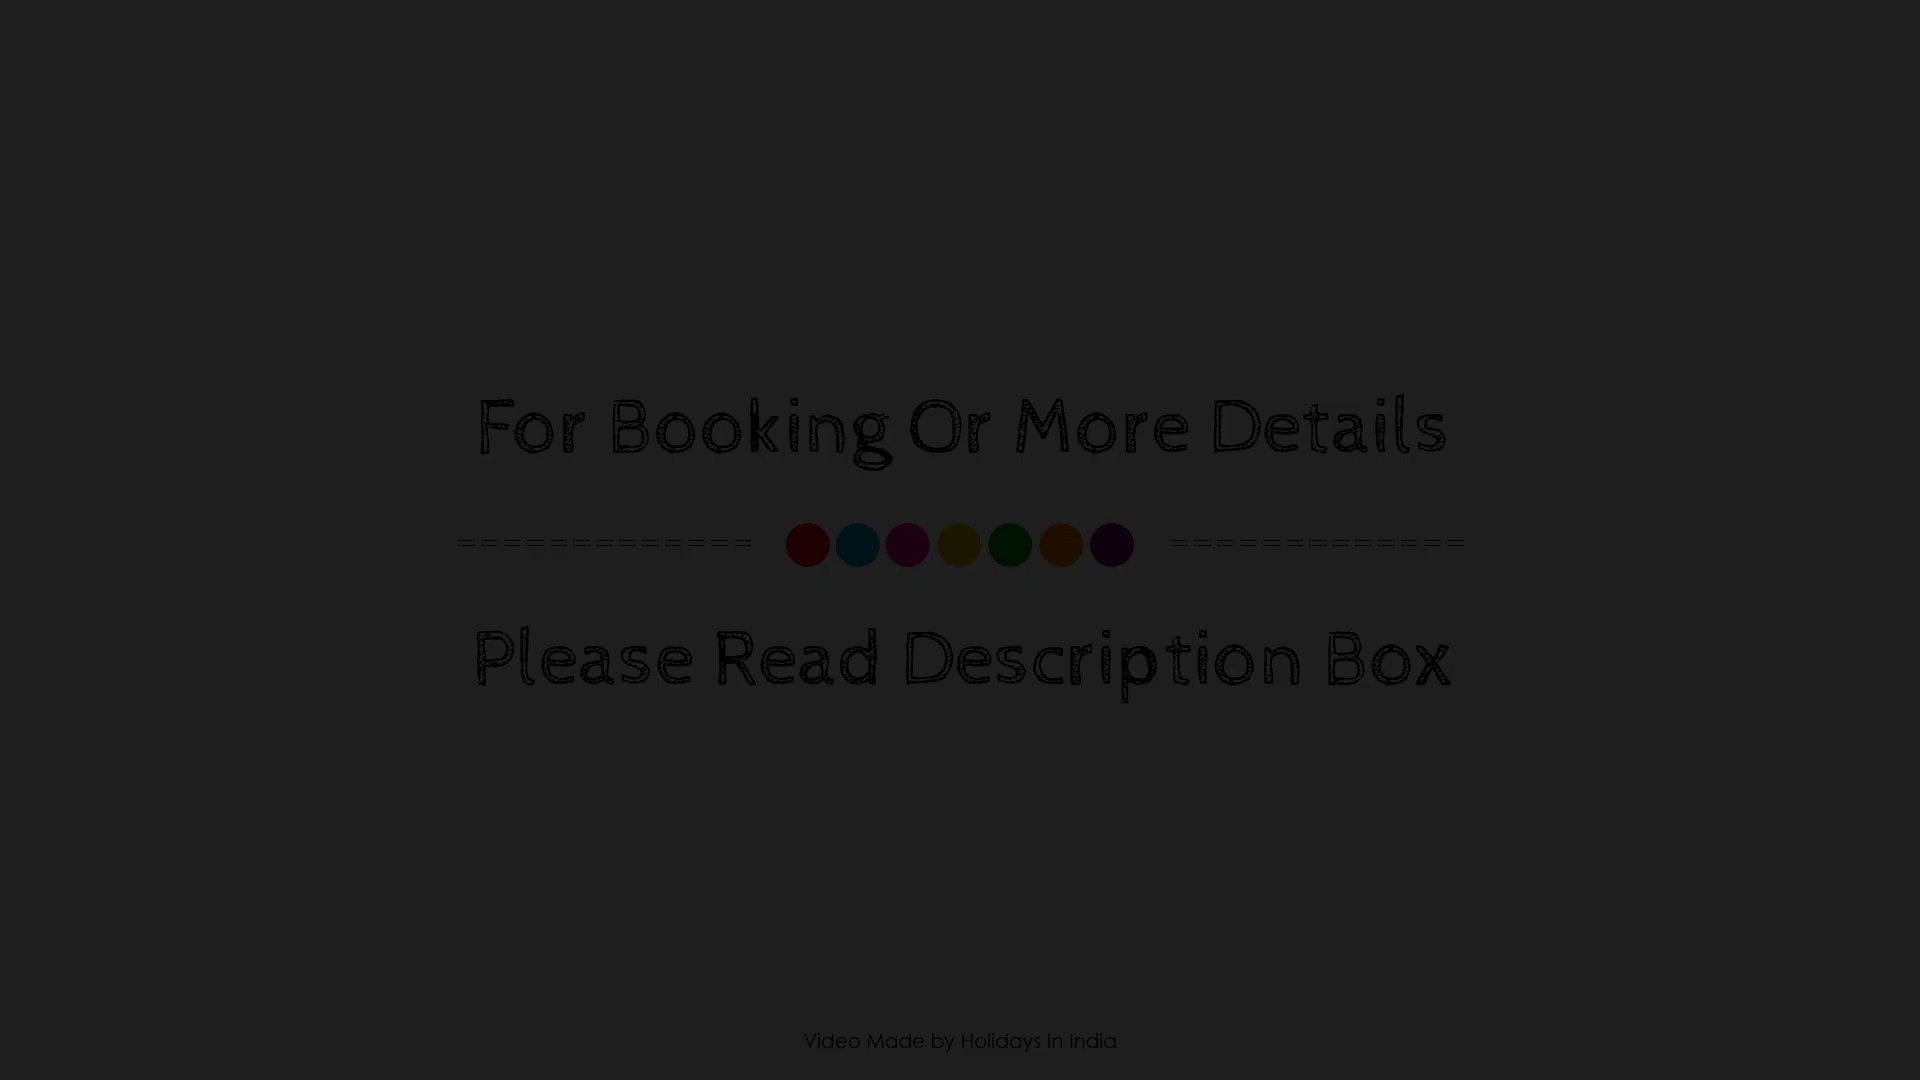 For Booking Or More Details
============= =============
Please Read Description Box
Video Made by Holidays In India